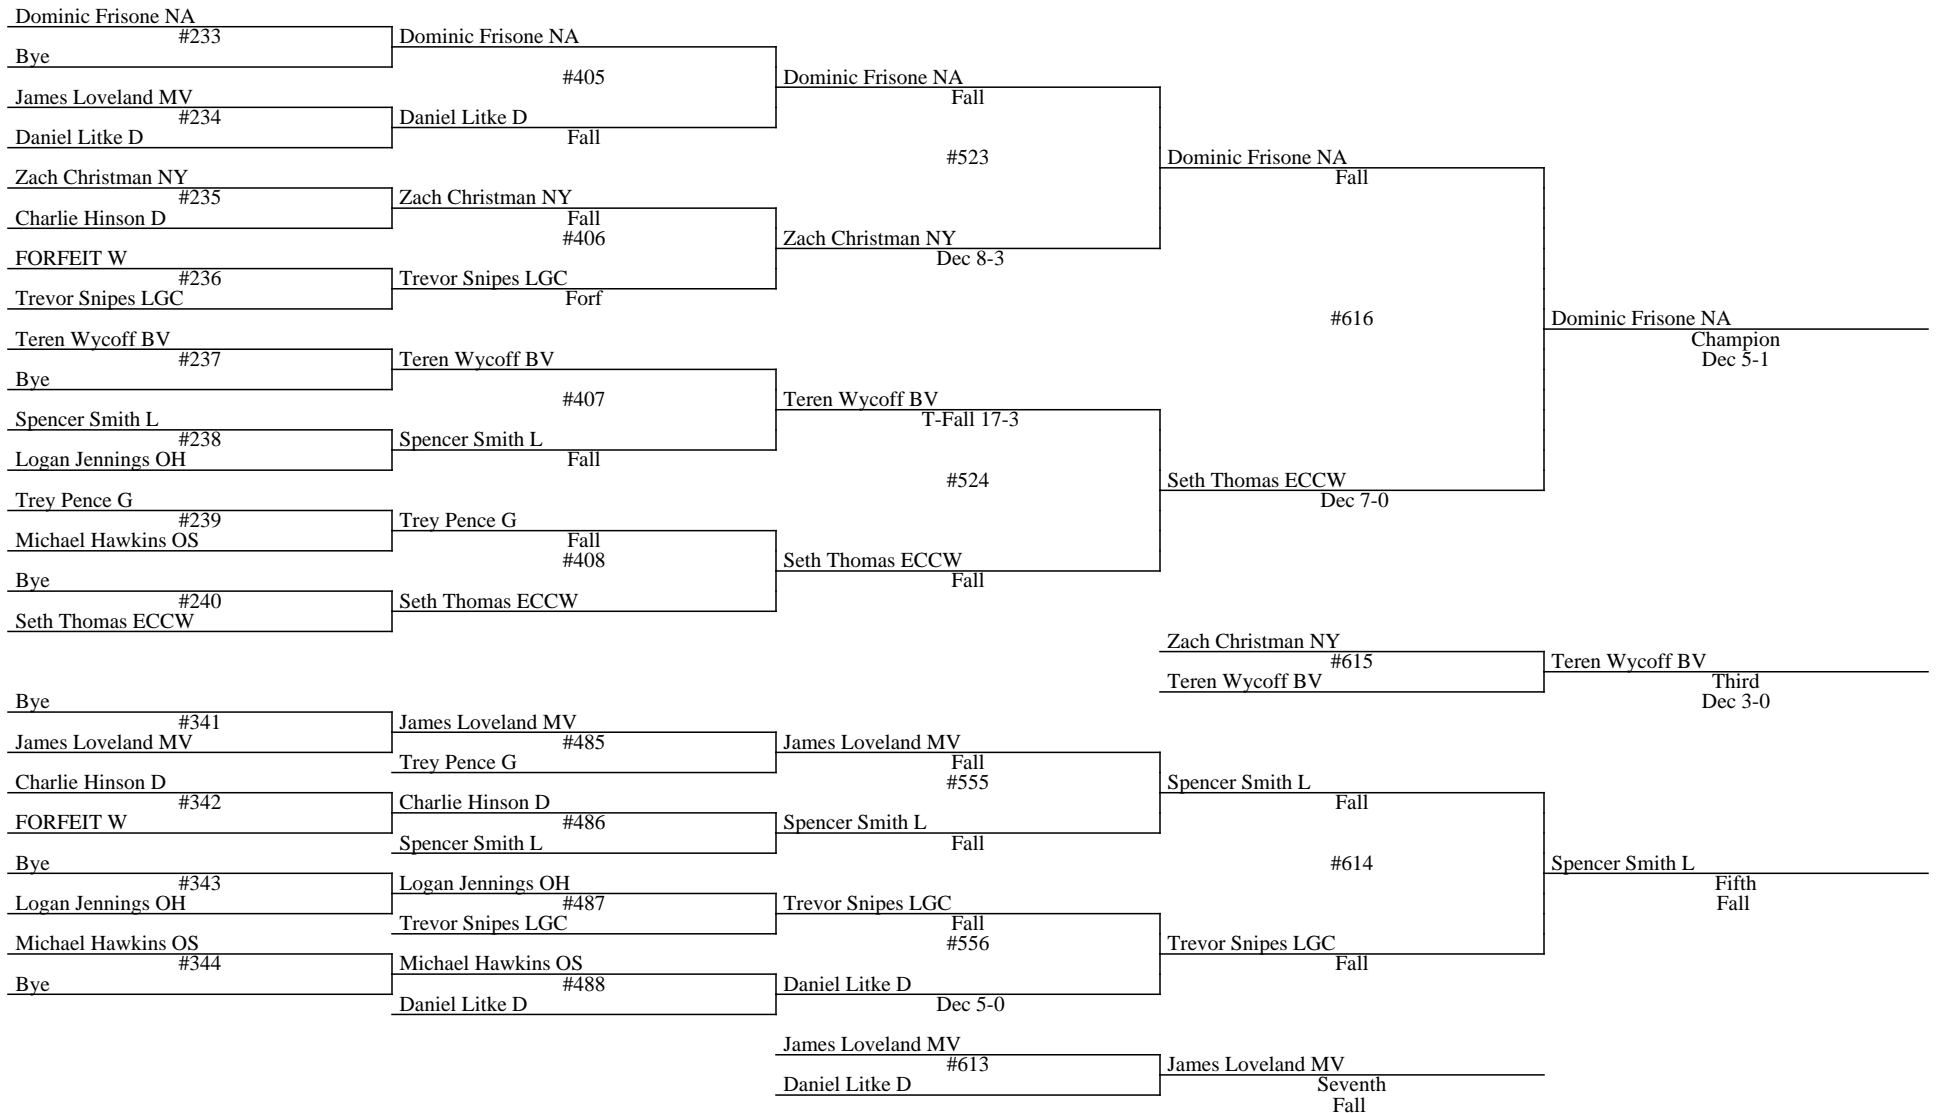 Dominic Frisone NA
#233
Bye
Dominic Frisone NA
#405
James Loveland MV
#234
Daniel Litke D
Daniel Litke D
Fall
Dominic Frisone NA
Fall
#523
Zach Christman NY
#235
Charlie Hinson D
Zach Christman NY
Fall
#406
FORFEIT W
#236
Trevor Snipes LGC
Trevor Snipes LGC
Forf
Zach Christman NY
Dec 8-3
Dominic Frisone NA
Fall
#616
Teren Wycoff BV
#237
Bye
Teren Wycoff BV
#407
Spencer Smith L
#238
Logan Jennings OH
Spencer Smith L
Fall
Teren Wycoff BV
T-Fall 17-3
#524
Trey Pence G
#239
Michael Hawkins OS
Trey Pence G
Fall
#408
Bye
#240
Seth Thomas ECCW
Seth Thomas ECCW
Seth Thomas ECCW
Fall
Seth Thomas ECCW
Dec 7-0
Dominic Frisone NA
Champion
Dec 5-1
Zach Christman NY
#615
Teren Wycoff BV
Teren Wycoff BV
Third
Dec 3-0
Bye
#341
James Loveland MV
James Loveland MV
#485
Trey Pence G
James Loveland MV
Fall
#555
Charlie Hinson D
#342
FORFEIT W
Charlie Hinson D
#486
Spencer Smith L
Spencer Smith L
Fall
Spencer Smith L
Fall
#614
Bye
#343
Logan Jennings OH
Logan Jennings OH
#487
Trevor Snipes LGC
Trevor Snipes LGC
Fall
#556
Michael Hawkins OS
#344
Bye
Michael Hawkins OS
#488
Daniel Litke D
Daniel Litke D
Dec 5-0
Trevor Snipes LGC
Fall
Spencer Smith L
Fifth
Fall
James Loveland MV
#613
Daniel Litke D
James Loveland MV
Seventh
Fall